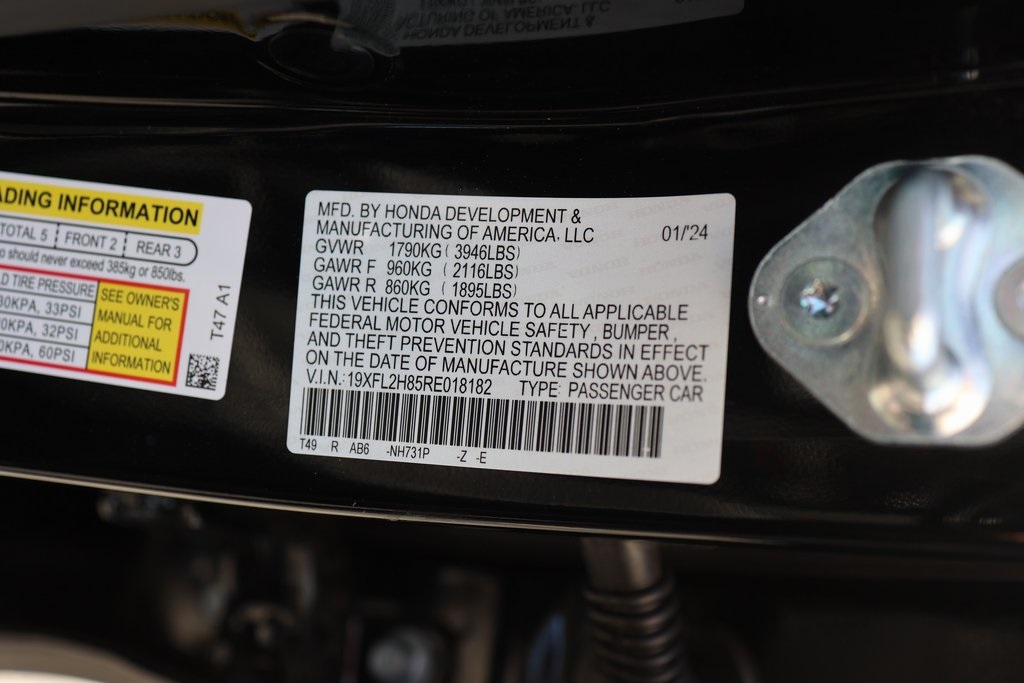 ADING INFORMATION
TOTAL 5 FRONT 2 REAR 3
should never exceed 385kg or 850lbs.
TIRE PRESSURE
KPA, 33PSI
KPA, 32PSI
KPA, 60PSI
SEE OWNER'S
MANUAL FOR
ADDITIONAL
INFORMATION
T47 A1
MFD. BY HONDA DEVELOPMENT &
MANUFACTURING OF AMERICA, LLC 01/24
GVWR 1790KG (3946LBS)
GAWR F 960KG (2116LBS)
GAWR R 860KG (1895LBS)
THIS VEHICLE CONFORMS TO ALL APPLICABLE
FEDERAL MOTOR VEHICLE SAFETY, BUMPER,
AND THEFT PREVENTION STANDARDS IN EFFECT
ON THE DATE OF MANUFACTURE SHOWN ABOVE.
V.I.N.:19XFL2H85RE018182 TYPE: PASSENGER CAR
T49 R AB6 -NH731P -Z -E